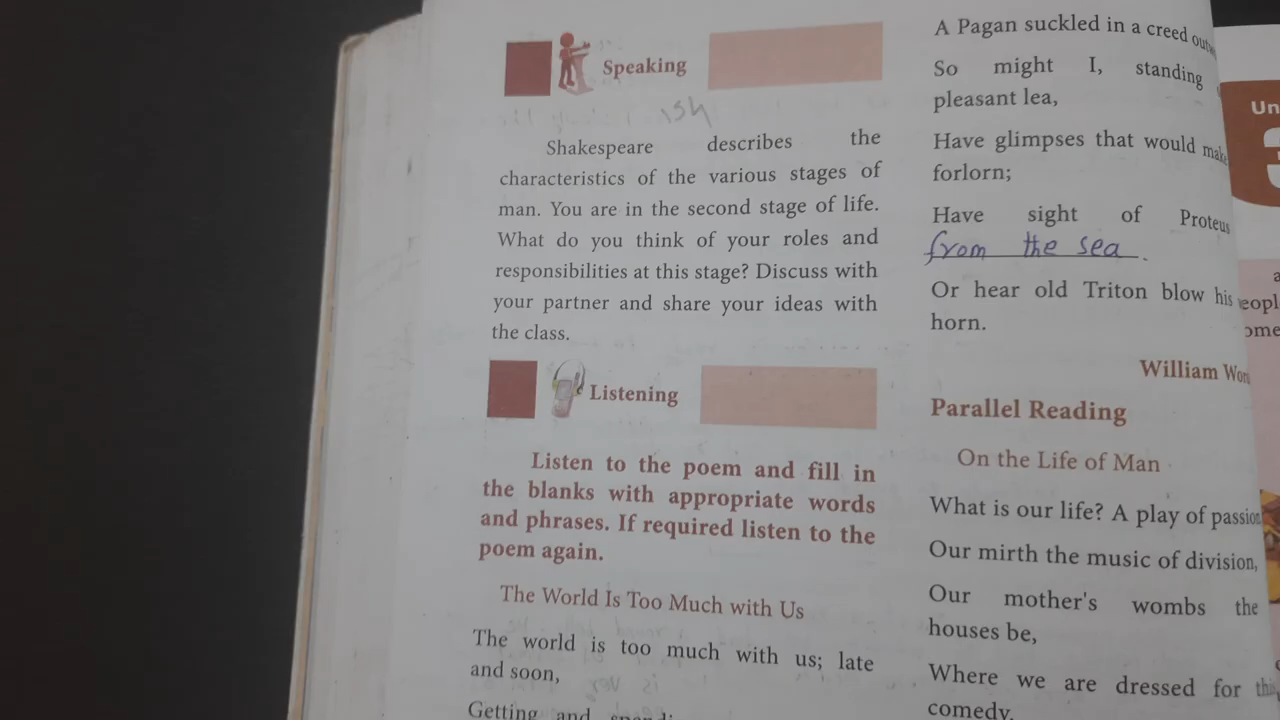 Speaking
Shakespeare describes the
characteristics of the various stages of
man. You are in the second stage of life.
What do you think of your roles and
responsibilities at this stage? Discuss with
your partner and share your ideas with
the class.
Listening
Listen to the poem and fill in
the blanks with appropriate words
and phrases. If required listen to the
poem again.
The World Is Too Much with Us
The world is too much with us; late
and soon,
Getting and
A Pagan suckled in a creed
So might I, standing
pleasant lea,
Have glimpses that would make
forlorn;
Have sight of Proteus
from the sea.
Or hear old Triton blow his
horn.
William
Parallel Reading
On the Life of Man
What is our life? A play of passion
Our mirth the music of division,
Our mother's wombs the
houses be,
Where we are dressed for this
comedy.
Un
3